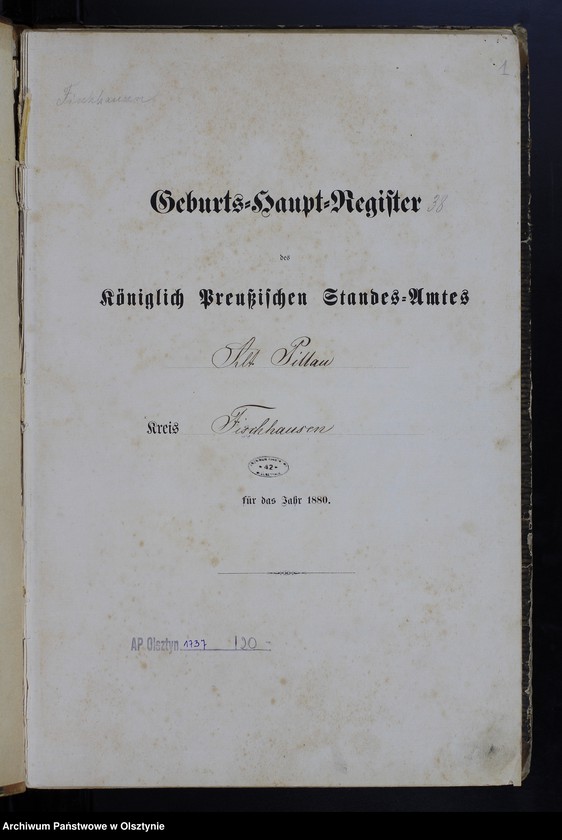 1
Fischhausen
Geburts-Haupt-Register 38
des
Königlich Preußischen Standes-Amtes
Alt Pillau
Kreis Fischhausen
42
für das Jahr 1880.
AP. Olsztyn 1737 120
Archiwum Państwowe w Olsztynie